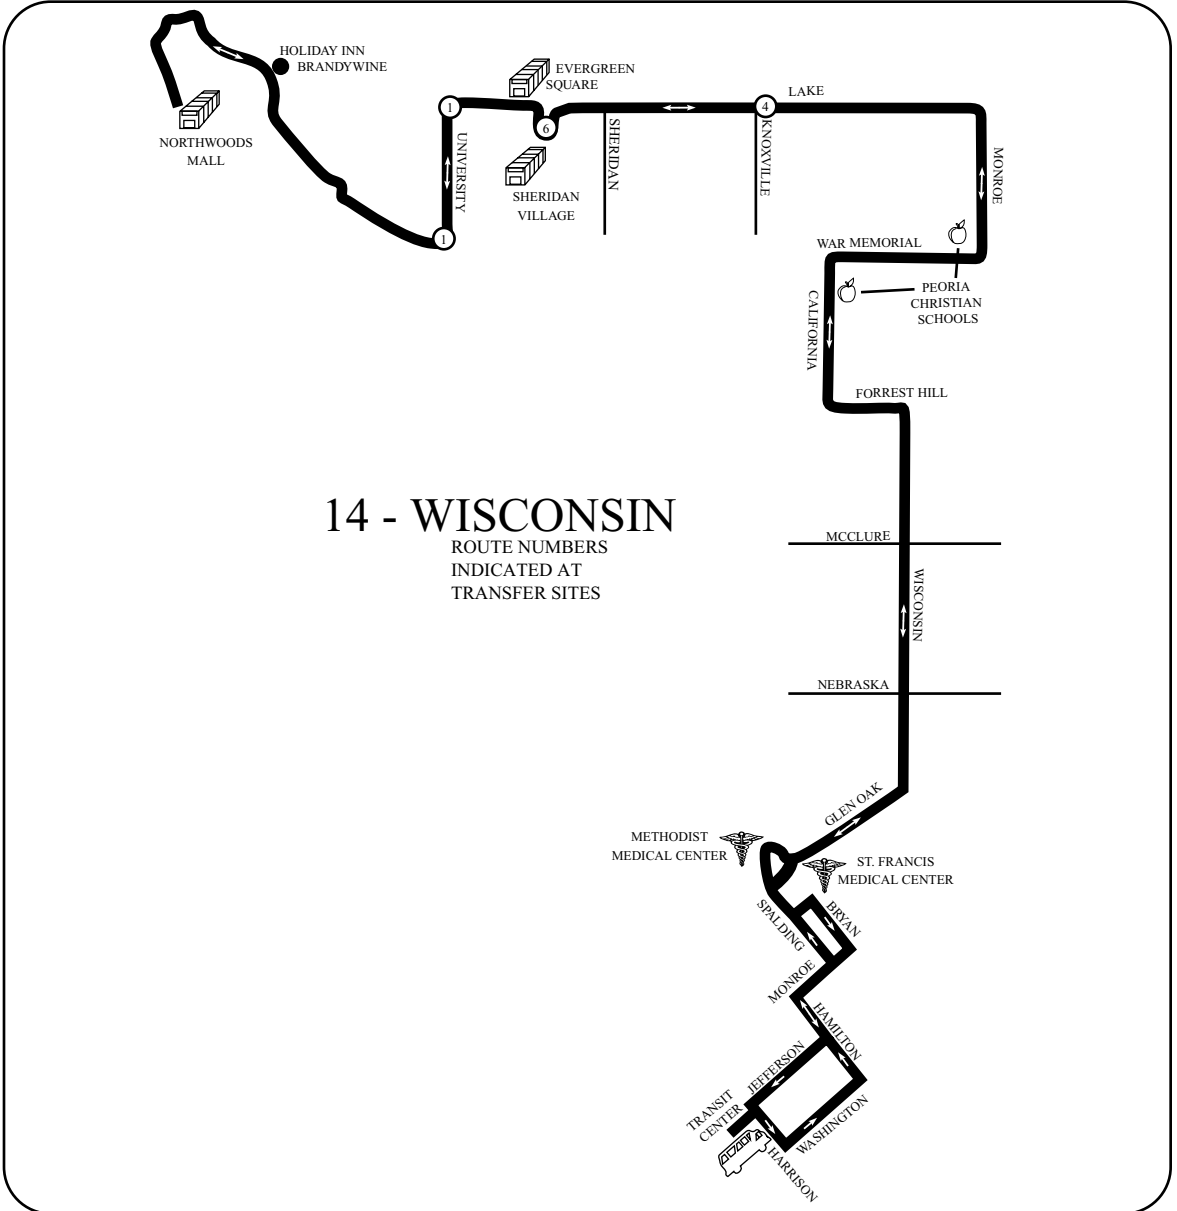 HOLIDAY INN
BRANDYWINE
NORTHWOODS
MALL
EVERGREEN
SQUARE
1
6
4
LAKE
UNIVERSITY
SHERIDAN
VILLAGE
SHERIDAN
KNOXVILLE
MONROE
1
WAR MEMORIAL
PEORIA
CHRISTIAN
SCHOOLS
CALIFORNIA
FORREST HILL
14 - WISCONSIN
ROUTE NUMBERS
INDICATED AT
TRANSFER SITES
MCCLURE
WISCONSIN
NEBRASKA
GLEN OAK
METHODIST
MEDICAL CENTER
ST. FRANCIS
MEDICAL CENTER
SPALDING
BRYAN
MONROE
HAMILTON
JEFFERSON
TRANSIT
CENTER
WASHINGTON
HARRISON